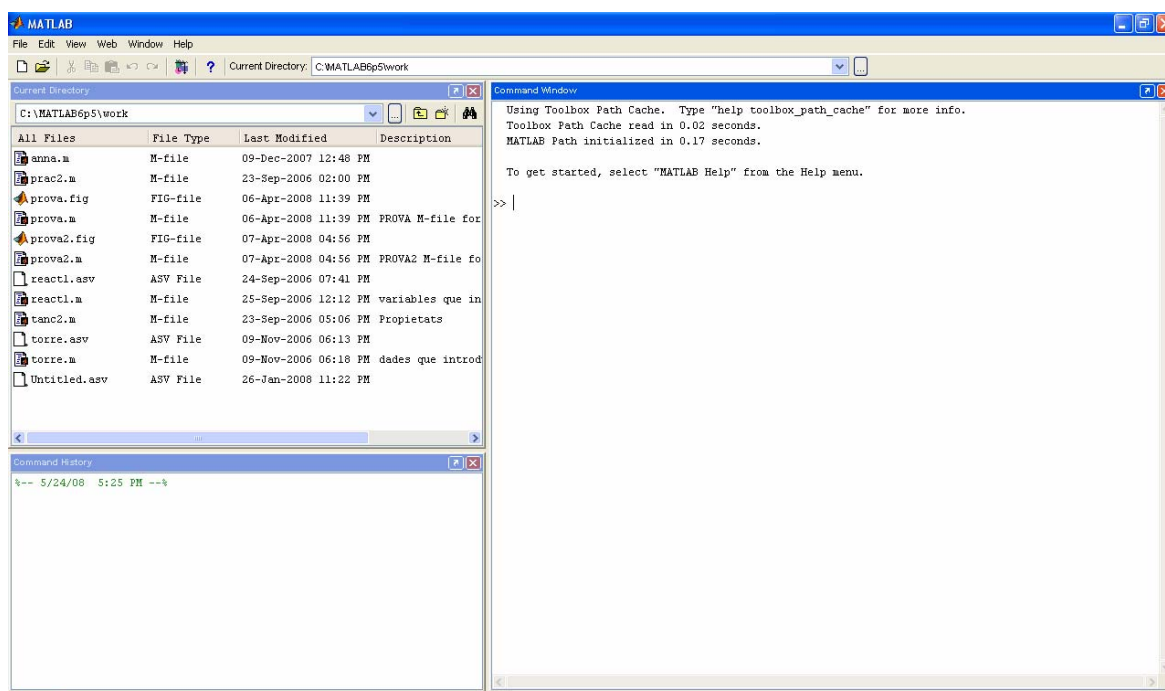 MATLAB
File Edit View Web Window Help
? Current Directory: C:\MATLAB6p5\work ...
Current Directory
C:\MATLAB6p5\work ...
All Files File Type Last Modified Description
anna.m M-file 09-Dec-2007 12:48 PM
prac2.m M-file 23-Sep-2006 02:00 PM
prova.fig FIG-file 06-Apr-2008 11:39 PM
prova.m M-file 06-Apr-2008 11:39 PM PROVA M-file for
prova2.fig FIG-file 07-Apr-2008 04:56 PM
prova2.m M-file 07-Apr-2008 04:56 PM PROVA2 M-file fo
react1.asv ASV File 24-Sep-2006 07:41 PM
react1.m M-file 25-Sep-2006 12:12 PM variables que in
tanc2.m M-file 23-Sep-2006 05:06 PM Propietats
torre.asv ASV File 09-Nov-2006 06:13 PM
torre.m M-file 09-Nov-2006 06:18 PM dades que introd
Untitled.asv ASV File 26-Jan-2008 11:22 PM
Command History
%-- 5/24/08 5:25 PM --%
Command Window
Using Toolbox Path Cache. Type "help toolbox_path_cache" for more info.
Toolbox Path Cache read in 0.02 seconds.
MATLAB Path initialized in 0.17 seconds.
To get started, select "MATLAB Help" from the Help menu.
>>